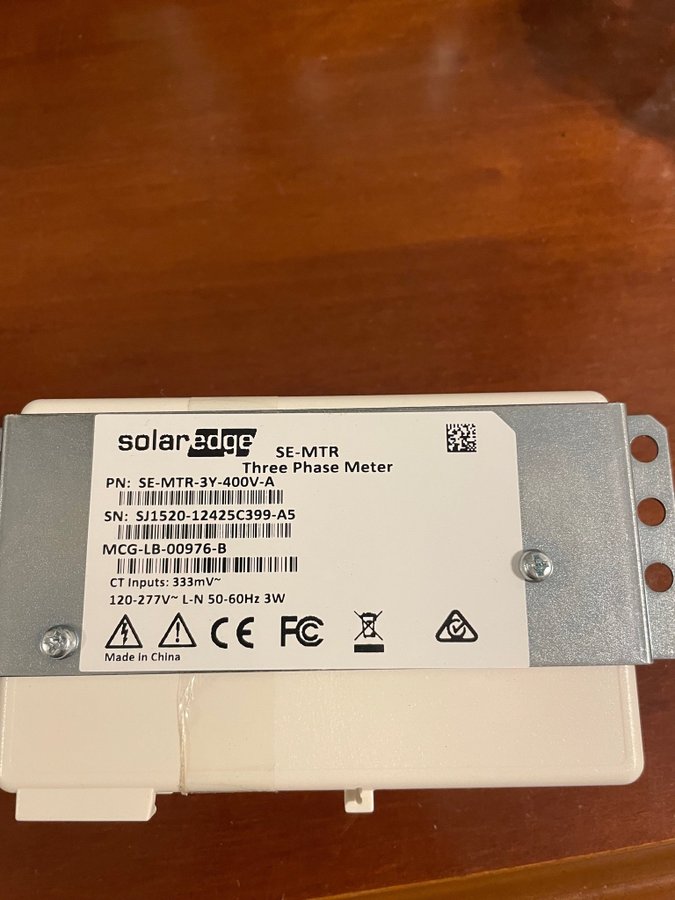 solaredge
SE-MTR
Three Phase Meter
PN: SE-MTR-3Y-400V-A
SN: SJ1520-12425C399-A5
MCG-LB-00976-B
CT Inputs: 333mV~
120-277V~ L-N 50-60Hz 3W
CE FC
Made in China